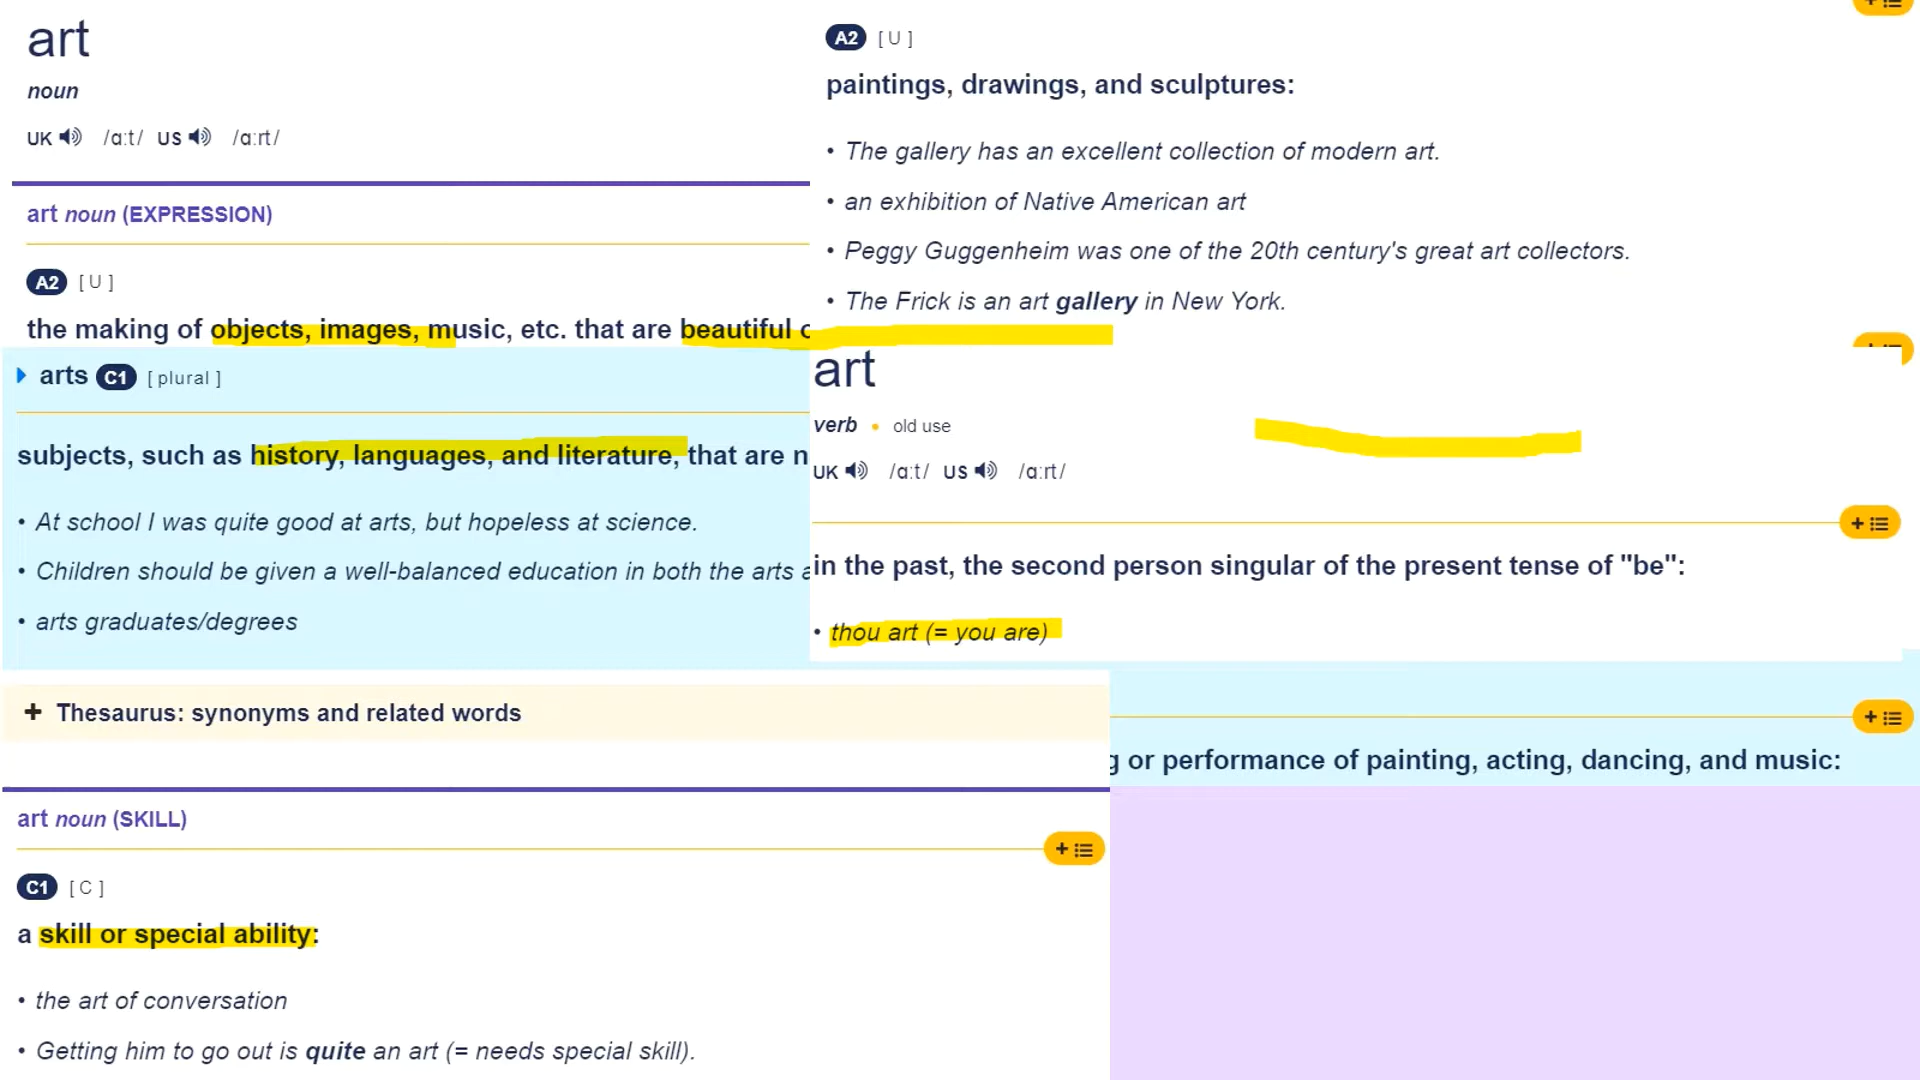 art
noun
UK /ɑːt/ US /ɑːrt/
art noun (EXPRESSION)
A2 [ U ]
the making of objects, images, music, etc. that are beautiful
arts C1 [ plural ]
subjects, such as history, languages, and literature, that are
• At school I was quite good at arts, but hopeless at science.
• Children should be given a well-balanced education in both the arts
• arts graduates/degrees
+ Thesaurus: synonyms and related words
art noun (SKILL)
C1 [ C ]
a skill or special ability:
• the art of conversation
• Getting him to go out is quite an art (= needs special skill).
A2 [ U ]
paintings, drawings, and sculptures:
• The gallery has an excellent collection of modern art.
• an exhibition of Native American art
• Peggy Guggenheim was one of the 20th century's great art collectors.
• The Frick is an art gallery in New York.
art
verb • old use
UK /ɑːt/ US /ɑːrt/
in the past, the second person singular of the present tense of "be":
• thou art (= you are)
or performance of painting, acting, dancing, and music: